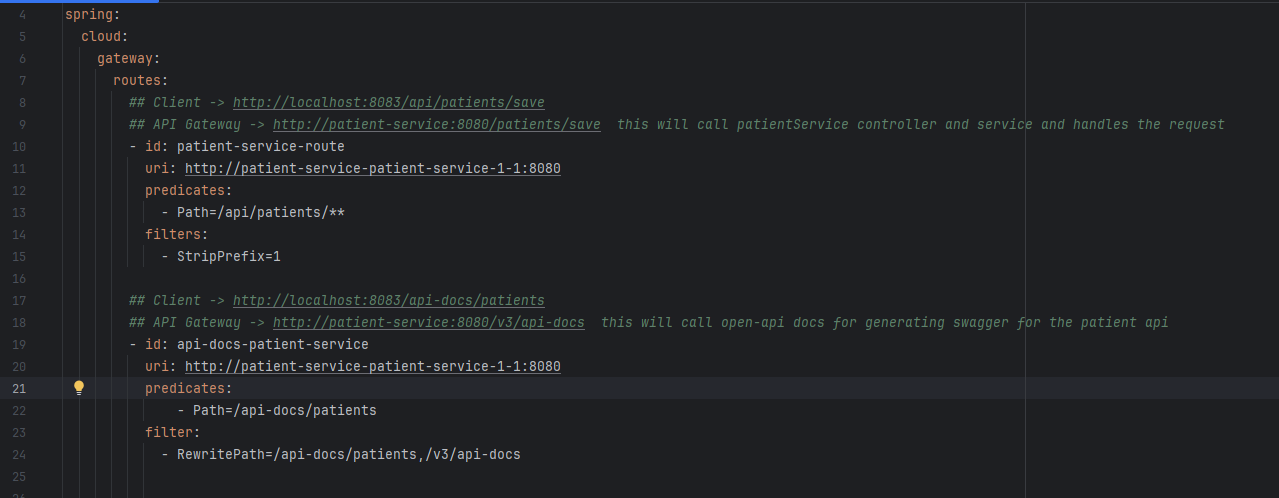 4 spring:
5 cloud:
6 gateway:
7 routes:
8 ## Client -> http://localhost:8083/api/patients/save
9 ## API Gateway -> http://patient-service:8080/patients/save  this will call patientService controller and service and handles the request
10 - id: patient-service-route
11 uri: http://patient-service-patient-service-1-1:8080
12 predicates:
13 - Path=/api/patients/**
14 filters:
15 - StripPrefix=1
16
17 ## Client -> http://localhost:8083/api-docs/patients
18 ## API Gateway -> http://patient-service:8080/v3/api-docs  this will call open-api docs for generating swagger for the patient api
19 - id: api-docs-patient-service
20 uri: http://patient-service-patient-service-1-1:8080
21 predicates:
22 - Path=/api-docs/patients
23 filter:
24 - RewritePath=/api-docs/patients,/v3/api-docs
25